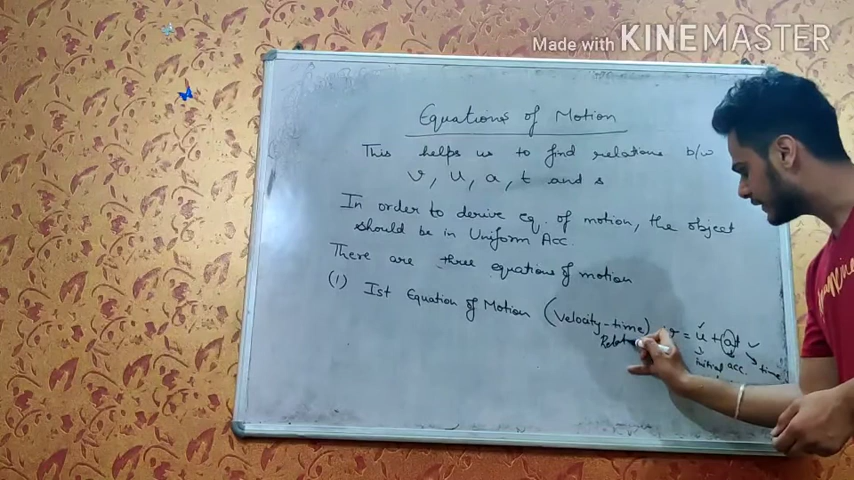 Made with KINEMASTER
Equations of Motion
This helps us to find relations b/w
v, u, a, t and s
In order to derive eq. of motion, the object
should be in Uniform Acc.
There are three equations of motion
(1) Ist Equation of Motion (Velocity-time) v = u + at
Relat
initial acc. time